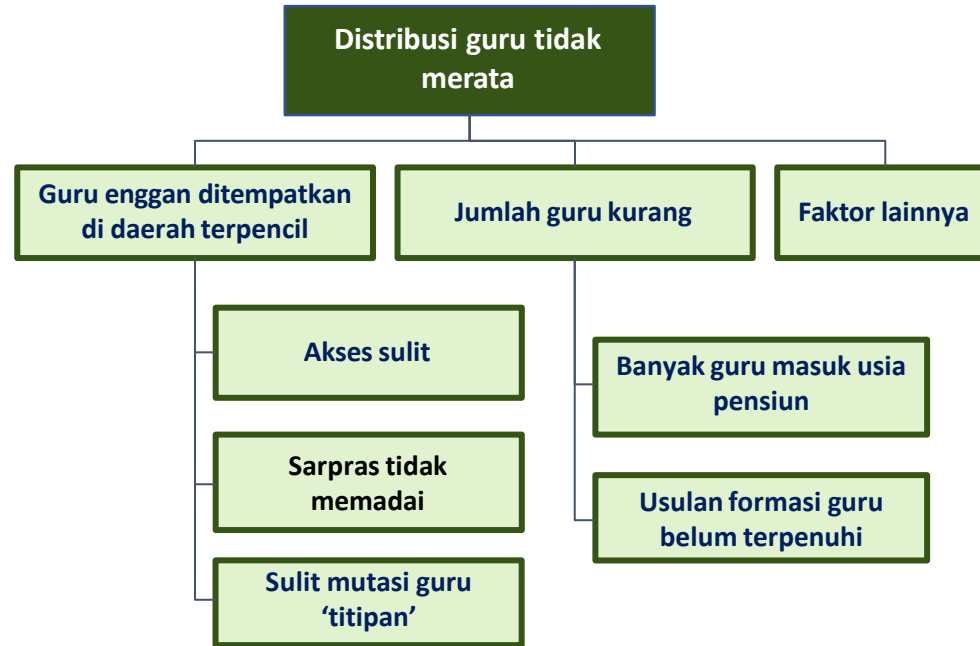 Distribusi guru tidak
merata
Guru enggan ditempatkan
di daerah terpencil
Jumlah guru kurang
Faktor lainnya
Akses sulit
Sarpras tidak
memadai
Sulit mutasi guru
‘titipan’
Banyak guru masuk usia
pensiun
Usulan formasi guru
belum terpenuhi